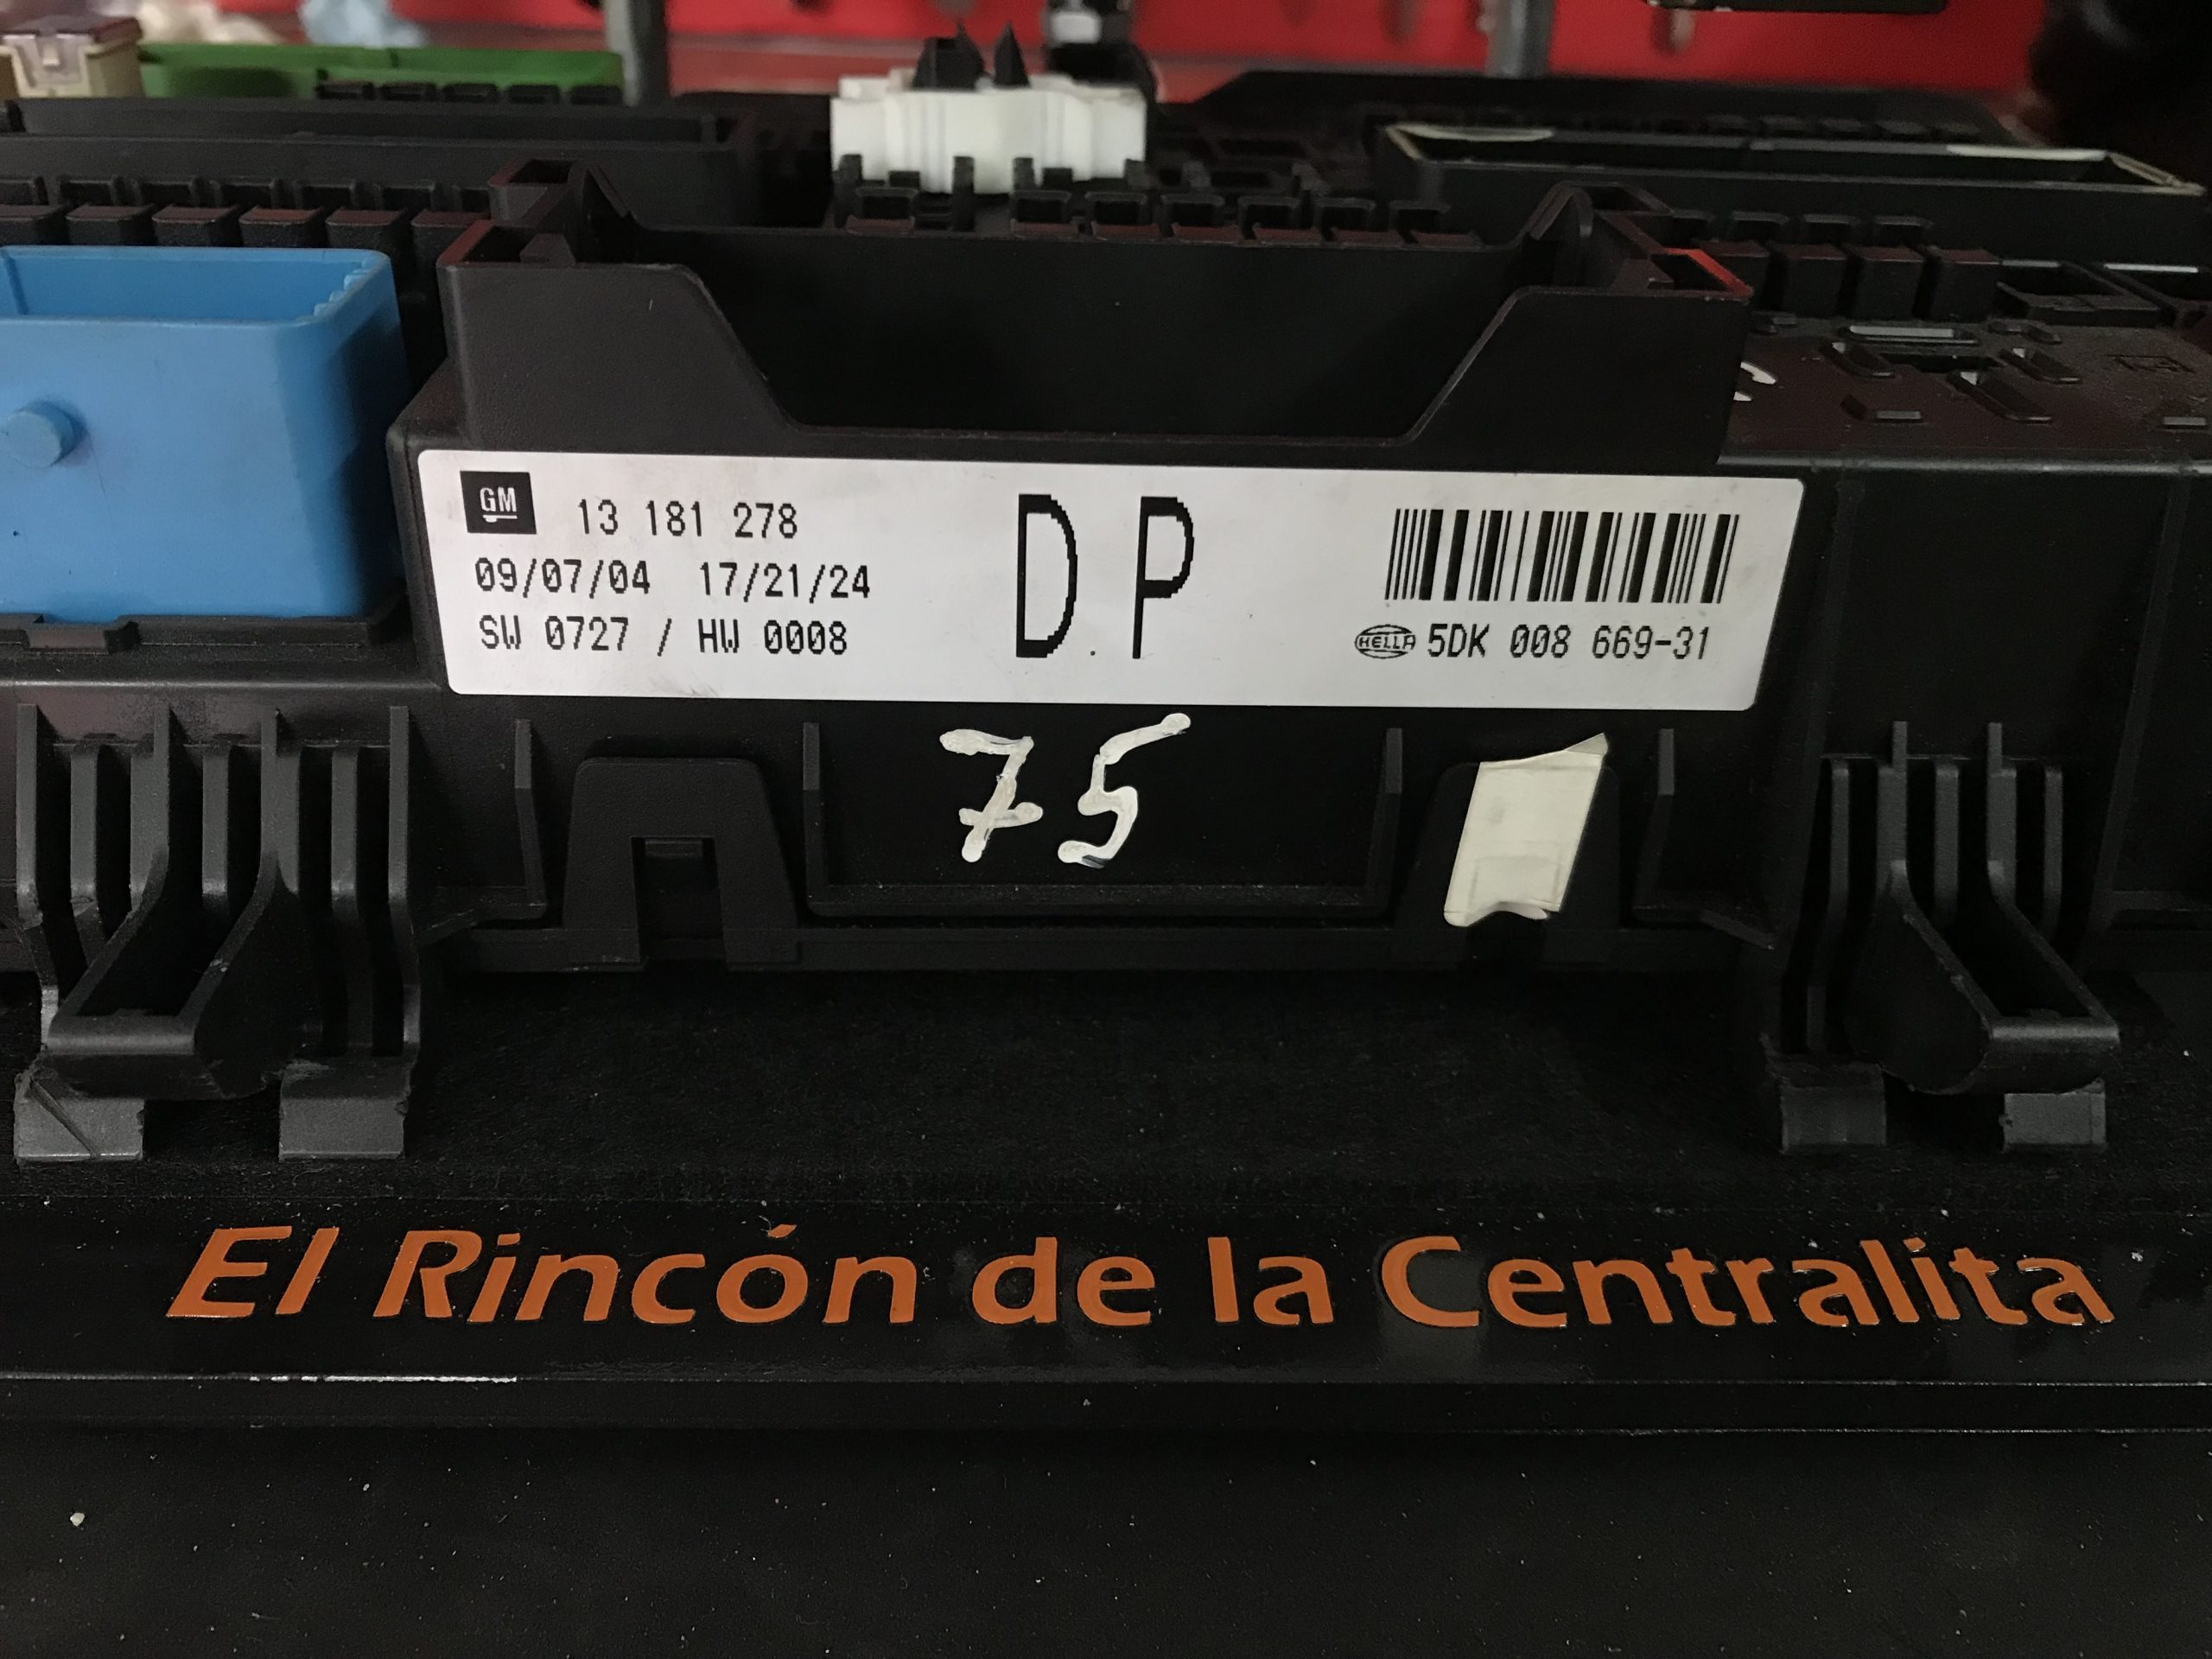 GM 13 181 278
09/07/04 17/21/24
SW 0727 / HW 0008
D.P
HELLA 5DK 008 669-31
75
El Rincón de la Centralita